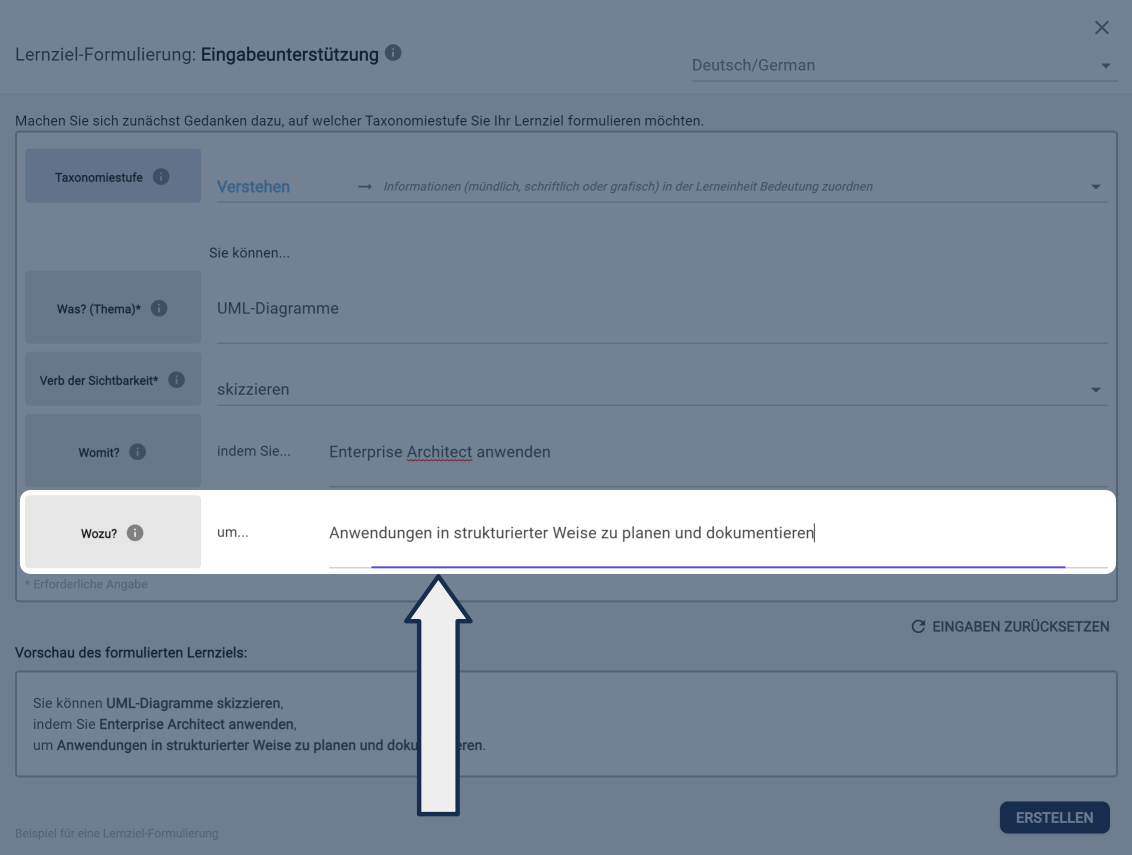 Lernziel-Formulierung: Eingabeunterstützung
Deutsch/German
Machen Sie sich zunächst Gedanken dazu, auf welcher Taxonomiestufe Sie Ihr Lernziel formulieren möchten.
Taxonomiestufe
Verstehen → Informationen (mündlich, schriftlich oder grafisch) in der Lerneinheit Bedeutung zuordnen
Sie können...
Was? (Thema)* UML-Diagramme
Verb der Sichtbarkeit* skizzieren
Womit? indem Sie... Enterprise Architect anwenden
Wozu? um... Anwendungen in strukturierter Weise zu planen und dokumentieren
* Erforderliche Angabe
EINGABEN ZURÜCKSETZEN
Vorschau des formulierten Lernziels:
Sie können UML-Diagramme skizzieren,
indem Sie Enterprise Architect anwenden,
um Anwendungen in strukturierter Weise zu planen und doku eren.
ERSTELLEN
Beispiel für eine Lernziel-Formulierung